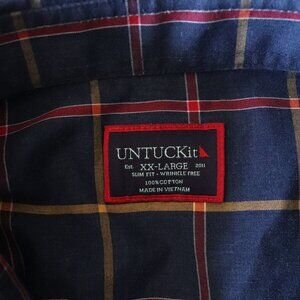 UNTUCKit
Est. XX-LARGE 2011
SLIM FIT - WRINKLE FREE
100% COTTON
MADE IN VIETNAM